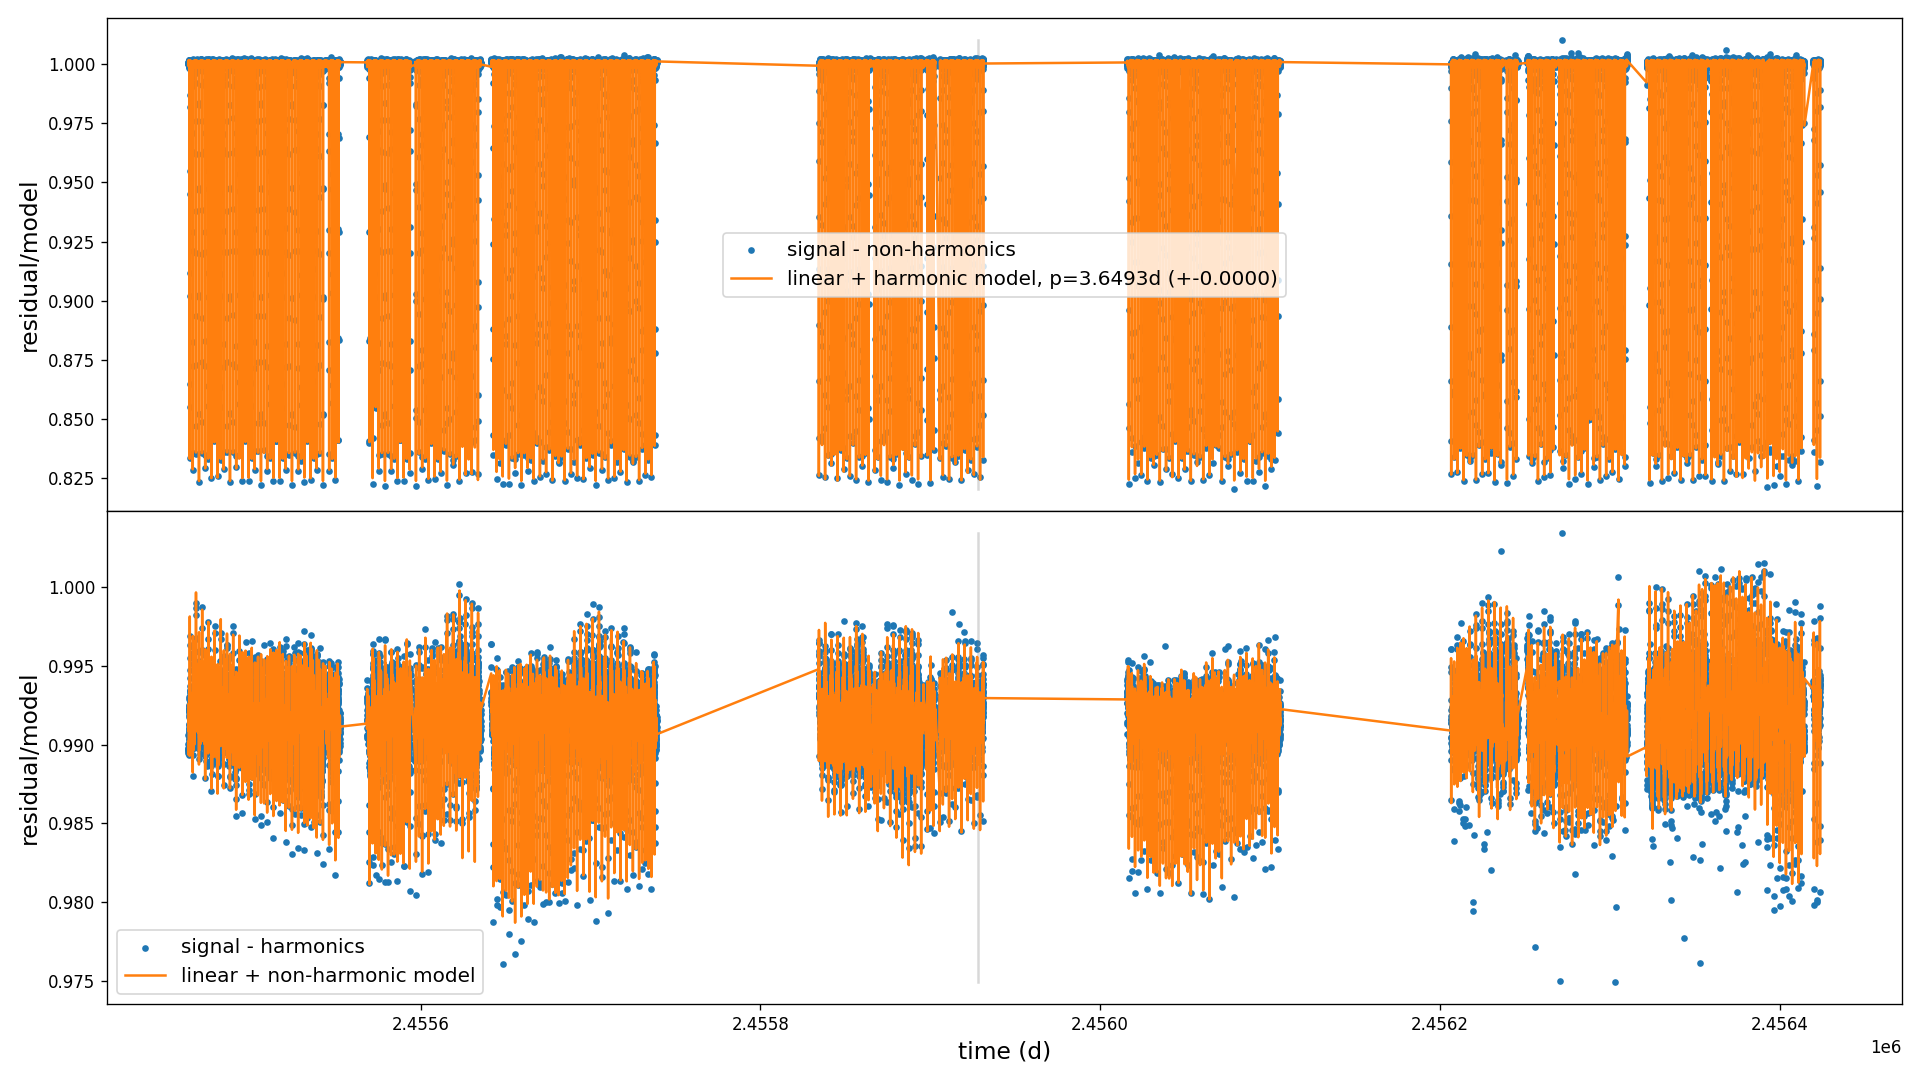 1.000
0.975
0.950
0.925
0.900
0.875
0.850
0.825
residual/model
signal - non-harmonics
linear + harmonic model, p=3.6493d (+-0.0000)
1.000
0.995
0.990
0.985
0.980
0.975
residual/model
signal - harmonics
linear + non-harmonic model
2.4556
2.4558
2.4560
2.4562
2.4564
1e6
time (d)